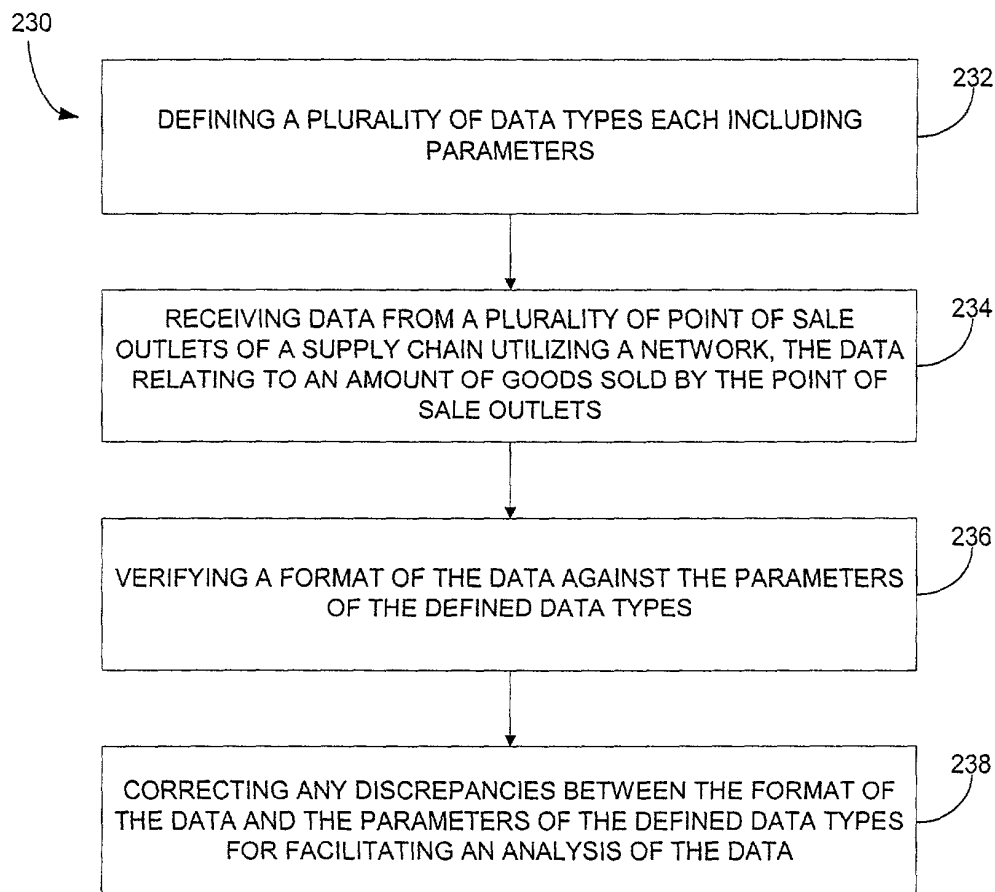 230
232
DEFINING A PLURALITY OF DATA TYPES EACH INCLUDING
PARAMETERS
234
RECEIVING DATA FROM A PLURALITY OF POINT OF SALE
OUTLETS OF A SUPPLY CHAIN UTILIZING A NETWORK, THE DATA
RELATING TO AN AMOUNT OF GOODS SOLD BY THE POINT OF
SALE OUTLETS
236
VERIFYING A FORMAT OF THE DATA AGAINST THE PARAMETERS
OF THE DEFINED DATA TYPES
238
CORRECTING ANY DISCREPANCIES BETWEEN THE FORMAT OF
THE DATA AND THE PARAMETERS OF THE DEFINED DATA TYPES
FOR FACILITATING AN ANALYSIS OF THE DATA